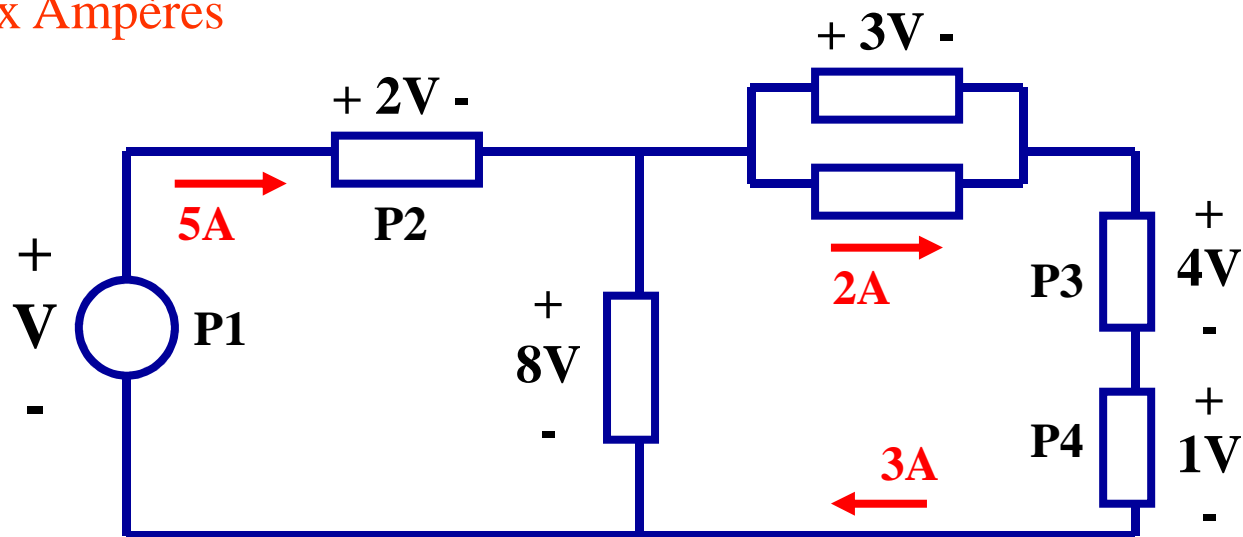 x Ampères
+ 3V -
+ 2V -
5A
P2
+
V
-
P1
+
8V
-
2A
P3
+
4V
-
P4
+
1V
-
3A